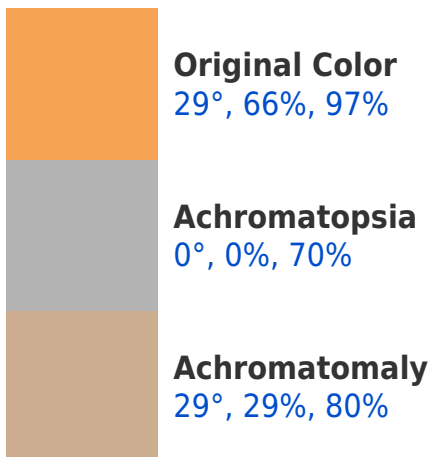 Original Color
29°, 66%, 97%
Achromatopsia
0°, 0%, 70%
Achromatomaly
29°, 29%, 80%